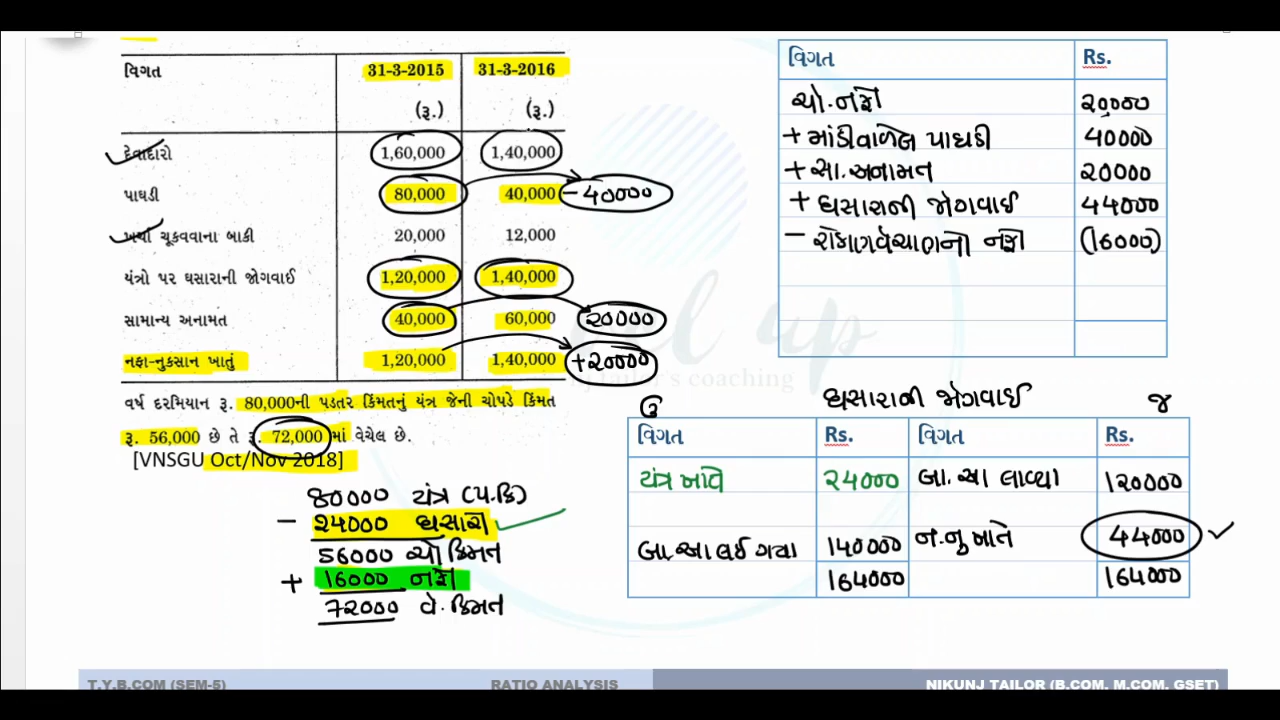 વિગત 31-3-2015 31-3-2016
(રૂ.) (રૂ.)
દેવાદારો 1,60,000 1,40,000
પાઘડી 80,000 40,000 - 40000
ખર્ચા ચૂકવવાના બાકી 20,000 12,000
યંત્રો પર ઘસારાની જોગવાઈ 1,20,000 1,40,000
સામાન્ય અનામત 40,000 60,000 20000
નફા-નુકસાન ખાતું 1,20,000 1,40,000 +20000
વર્ષ દરમિયાન રૂ. 80,000ની પડતર કિંમતનું યંત્ર જેની ચોપડે કિંમત
રૂ. 56,000 છે તે રૂ. 72,000માં વેચેલ છે.
[VNSGU Oct/Nov 2018]
80000 યંત્ર (પ.કિં)
- 24000 ઘસારો
56000 ચો કિંમત
+ 16000 નફો
72000 વે. કિંમત
વિગત Rs.
ચો. નફો 20000
+ માંડીવાળેલ પાઘડી 40000
+ સા. અનામત 20000
+ ઘસારાની જોગવાઈ 44000
- રોકાણવેચાણનો નફો (16000)
tailor's coaching
ઉ ઘસારાની જોગવાઈ જ
વિગત Rs. વિગત Rs.
યંત્ર ખાતે 24000 બા. આ લાવ્યા 120000
બા. આ લઈ ગયા 140000 ન. નુ ખાતે 44000
164000 164000
T.Y.B.COM (SEM-5) RATIO ANALYSIS NIKUNJ TAILOR (B.COM. M.COM. GSET)